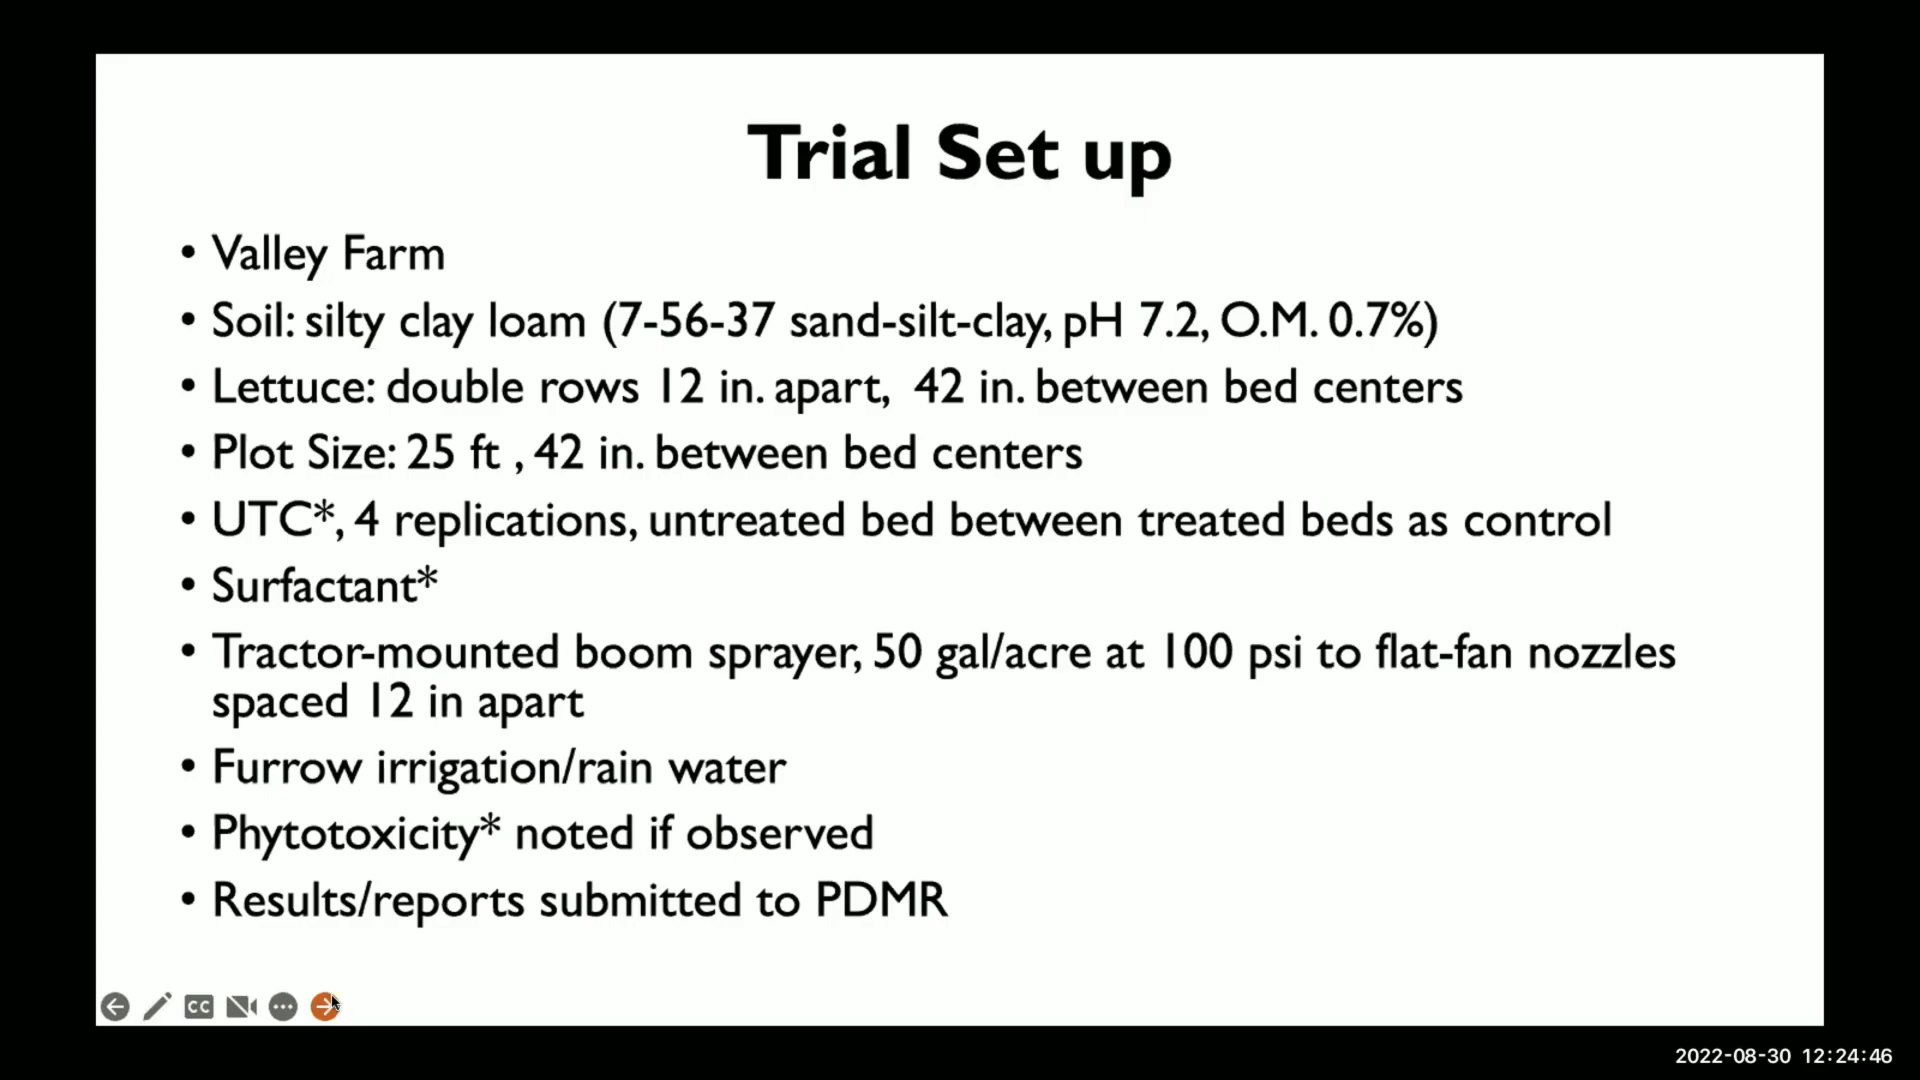 Trial Set up
• Valley Farm
• Soil: silty clay loam (7-56-37 sand-silt-clay, pH 7.2, O.M. 0.7%)
• Lettuce: double rows 12 in. apart,  42 in. between bed centers
• Plot Size: 25 ft , 42 in. between bed centers
• UTC*, 4 replications, untreated bed between treated beds as control
• Surfactant*
• Tractor-mounted boom sprayer, 50 gal/acre at 100 psi to flat-fan nozzles
spaced 12 in apart
• Furrow irrigation/rain water
• Phytotoxicity* noted if observed
• Results/reports submitted to PDMR
CC
2022-08-30 12:24:46